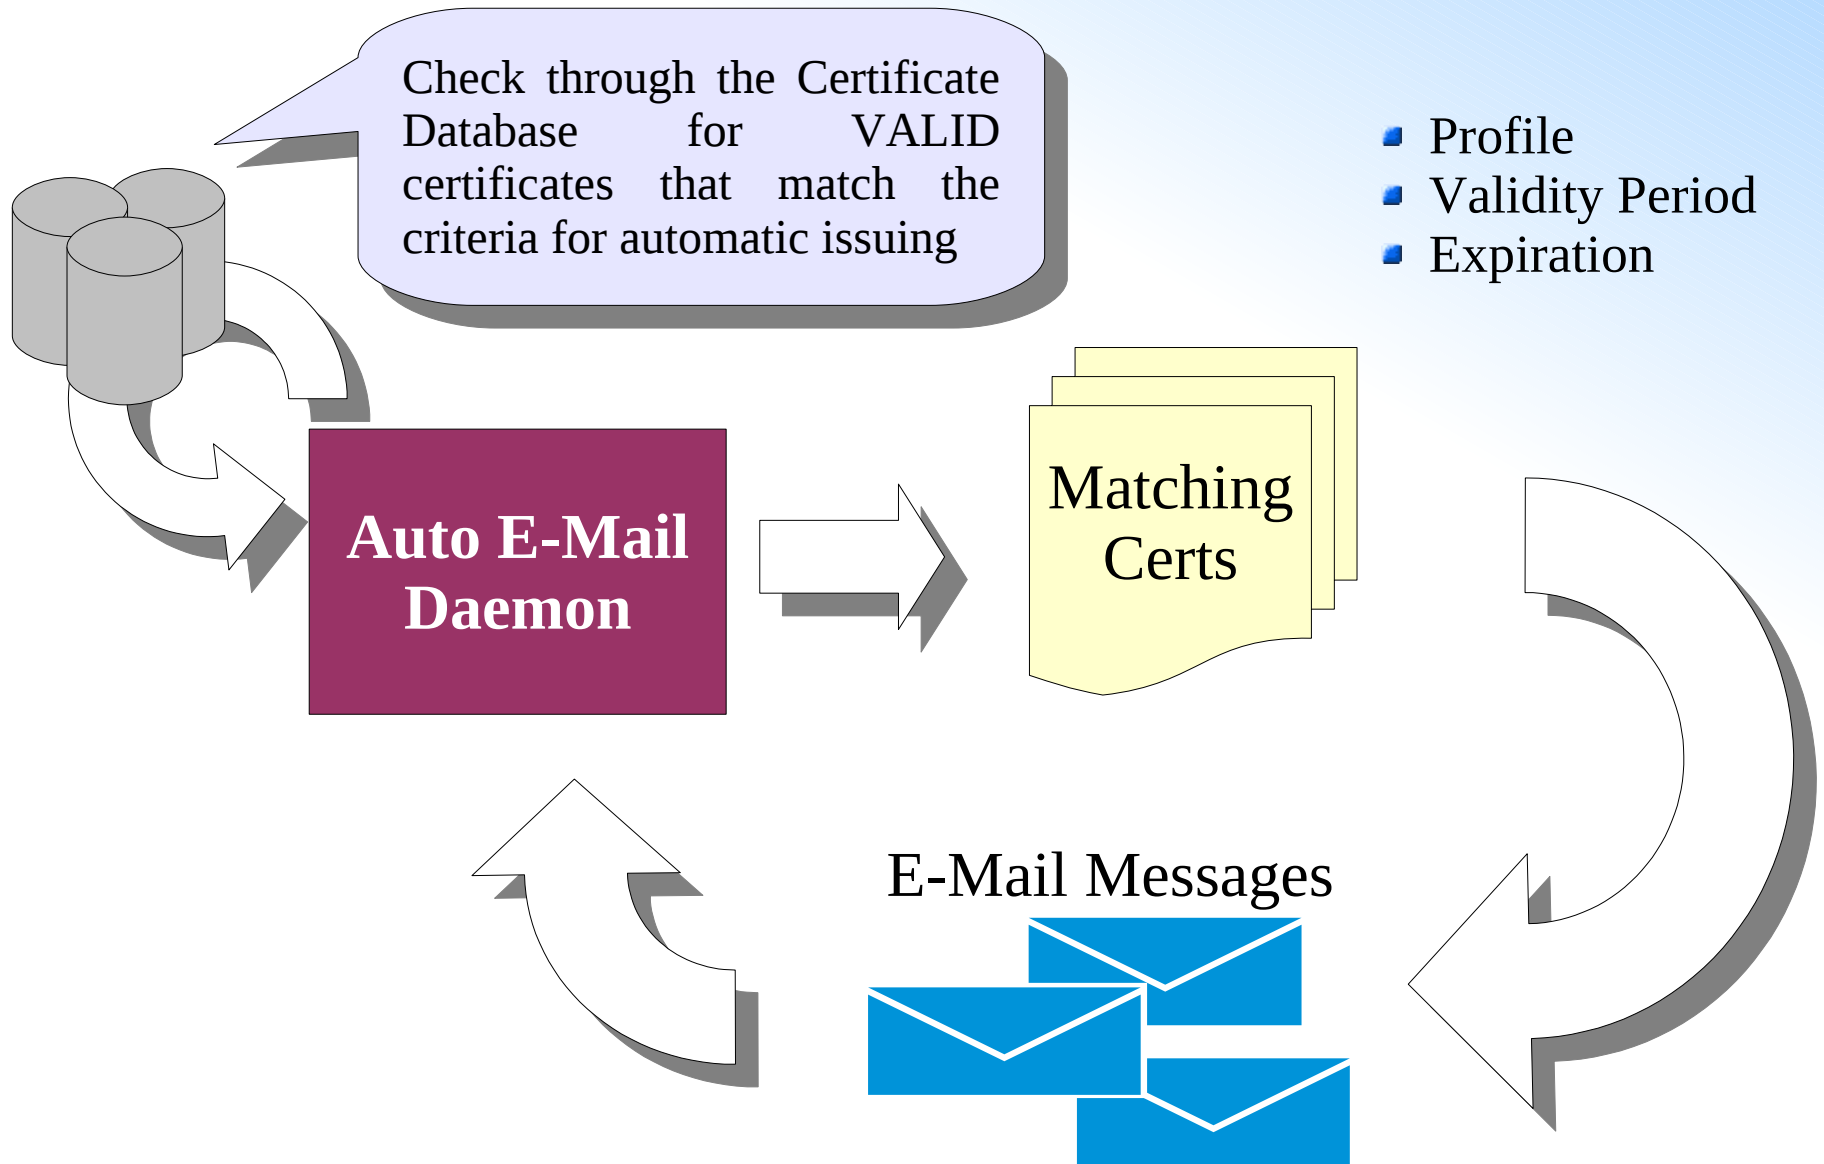 Check through the Certificate
Database for VALID
certificates that match the
criteria for automatic issuing
Profile
Validity Period
Expiration
Matching
Certs
Auto E-Mail
Daemon
E-Mail Messages